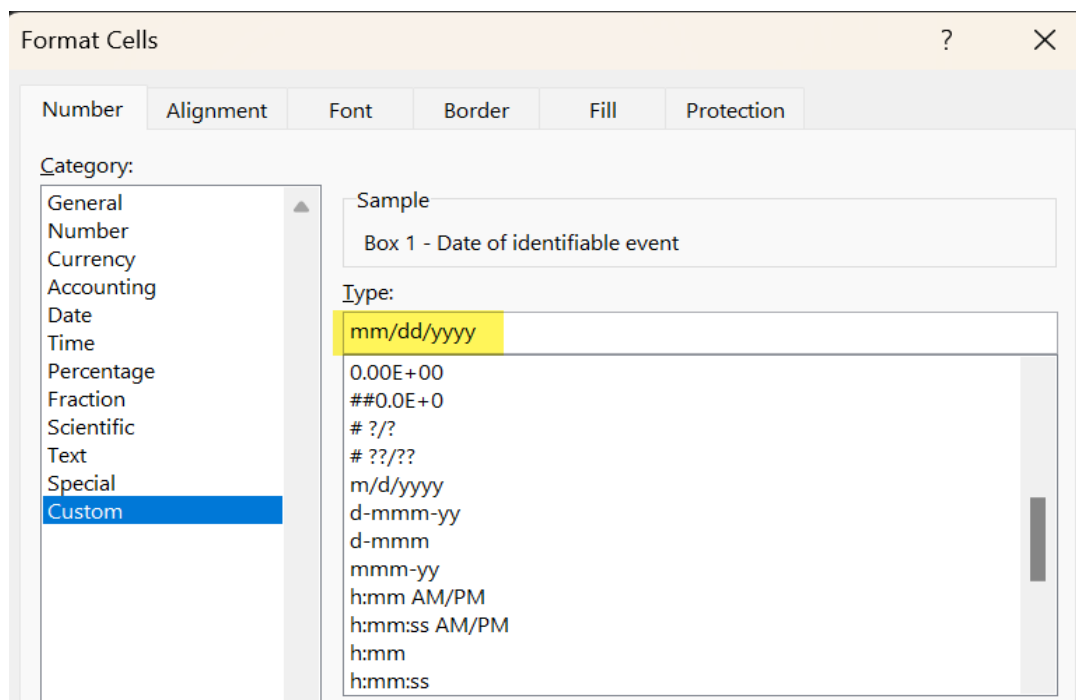 Format Cells ?
Number Alignment Font Border Fill Protection
Category:
General
Number
Currency
Accounting
Date
Time
Percentage
Fraction
Scientific
Text
Special
Custom
Sample
Box 1 - Date of identifiable event
Type:
mm/dd/yyyy
0.00E+00
##0.0E+0
# ?/?
# ??/??
m/d/yyyy
d-mmm-yy
d-mmm
mmm-yy
h:mm AM/PM
h:mm:ss AM/PM
h:mm
h:mm:ss